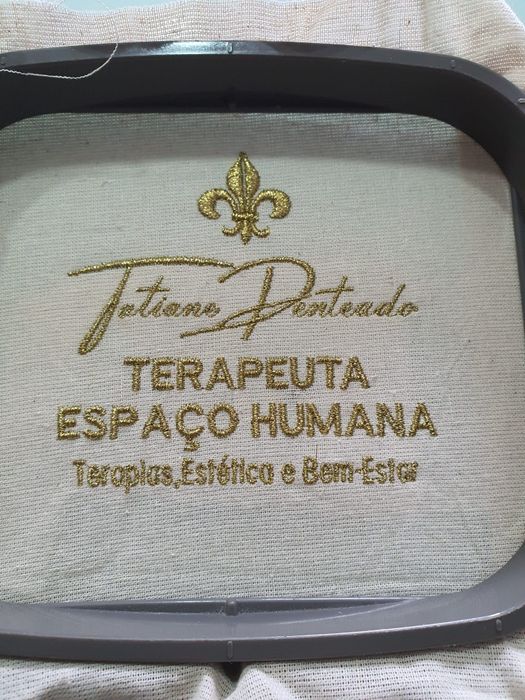 Tatiane Penteado
TERAPEUTA
ESPAÇO HUMANA
Terapias,Estética e Bem-Estar